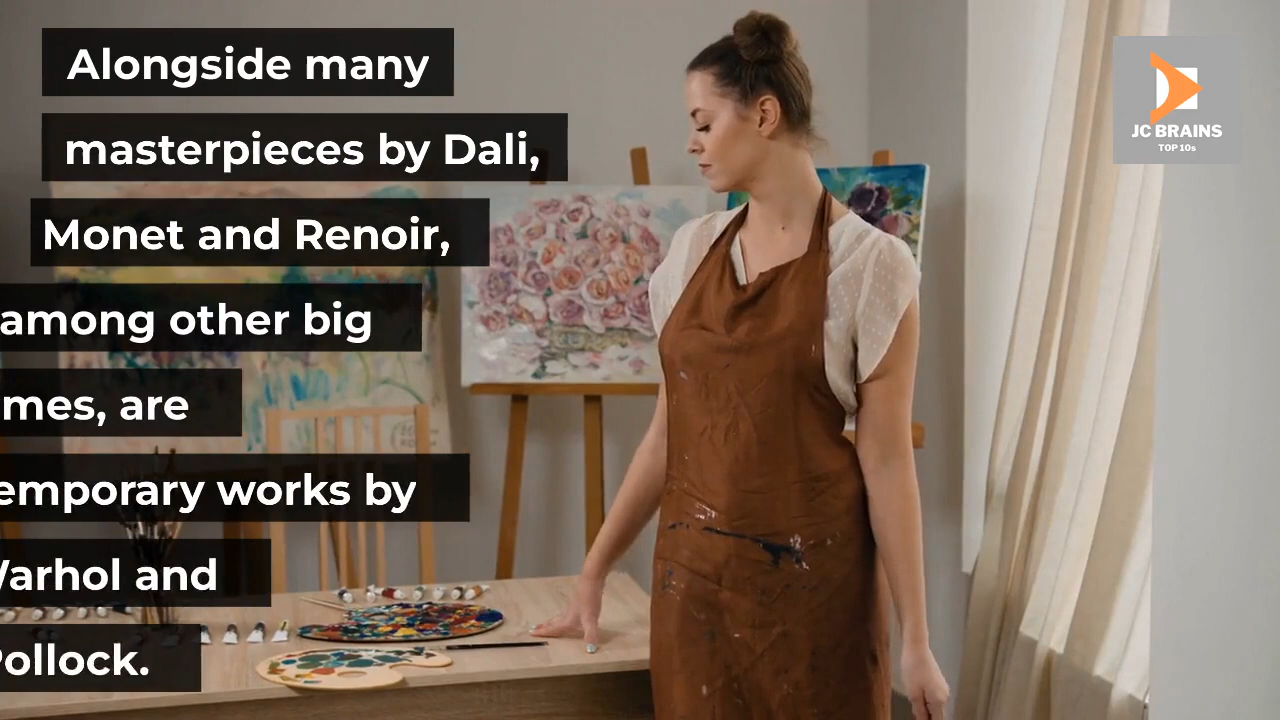 Alongside many
masterpieces by Dali,
Monet and Renoir,
among other big
mes, are
emporary works by
Warhol and
Pollock.
JC BRAINS
TOP 10s